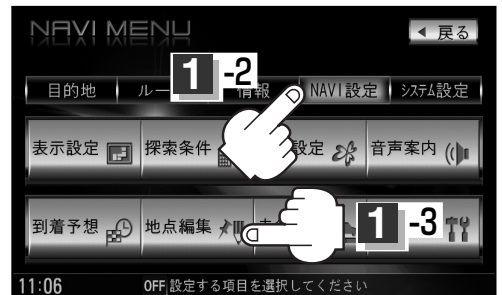 NAVI MENU
戻る
1-2
目的地 ルー 情報 NAVI設定 システム設定
表示設定 探索条件 設定 音声案内
到着予想 地点編集
1-3
11:06 OFF 設定する項目を選択してください